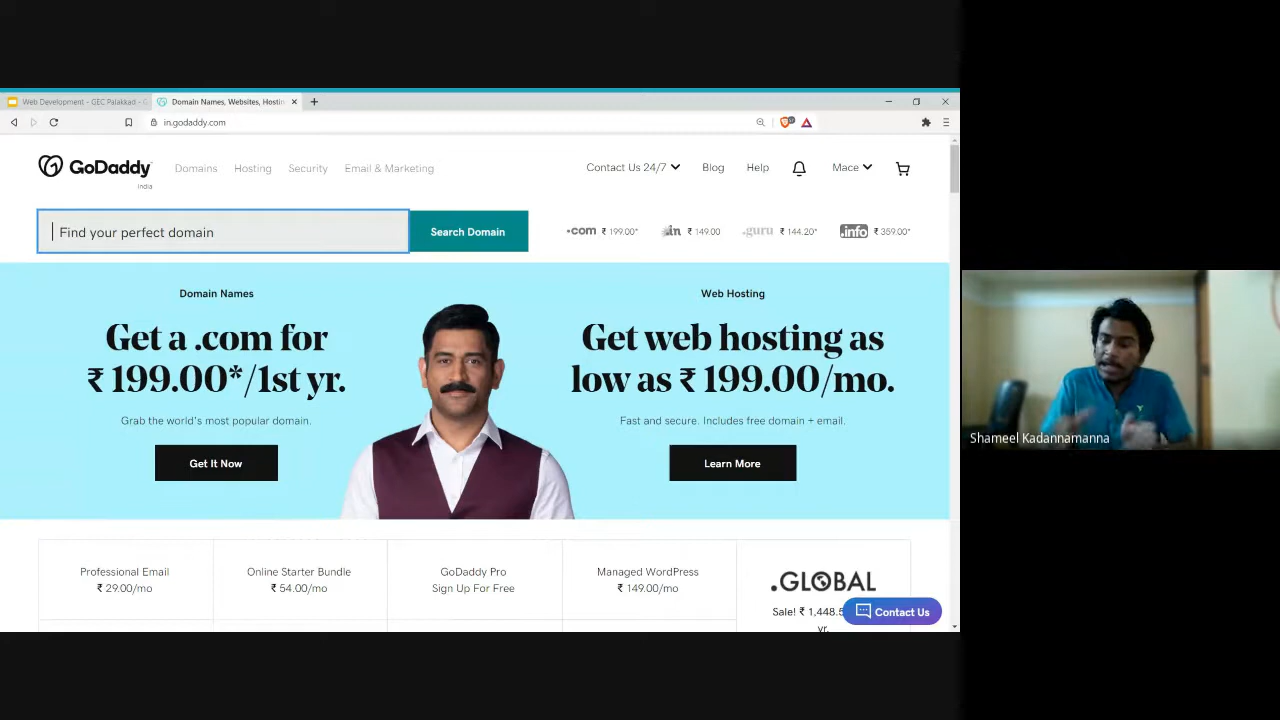 Web Development - GEC Palakkad - G
Domain Names, Websites, Hostin
in.godaddy.com
GoDaddy
India
Domains
Hosting
Security
Email & Marketing
Contact Us 24/7
Blog
Help
Mace
Find your perfect domain
Search Domain
.com ₹ 199.00*
.in ₹ 149.00
.guru ₹ 144.20*
.info ₹ 359.00*
Domain Names
Get a .com for
₹ 199.00*/1st yr.
Grab the world's most popular domain.
Get It Now
Web Hosting
Get web hosting as
low as ₹ 199.00/mo.
Fast and secure. Includes free domain + email.
Learn More
Professional Email
₹ 29.00/mo
Online Starter Bundle
₹ 54.00/mo
GoDaddy Pro
Sign Up For Free
Managed WordPress
₹ 149.00/mo
.GLOBAL
Sale! ₹ 1,448.5
yr.
Contact Us
Shameel Kadannamanna